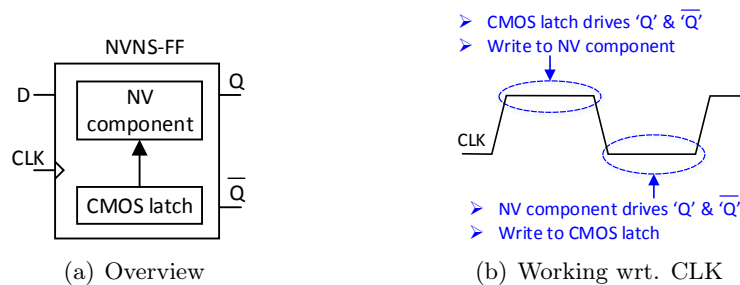 NVNS-FF
D
CLK
NV
component
CMOS latch
Q
Q̅
(a) Overview
➢ CMOS latch drives ‘Q’ & ‘Q̅’
➢ Write to NV component
CLK
➢ NV component drives ‘Q’ & ‘Q̅’
➢ Write to CMOS latch
(b) Working wrt. CLK